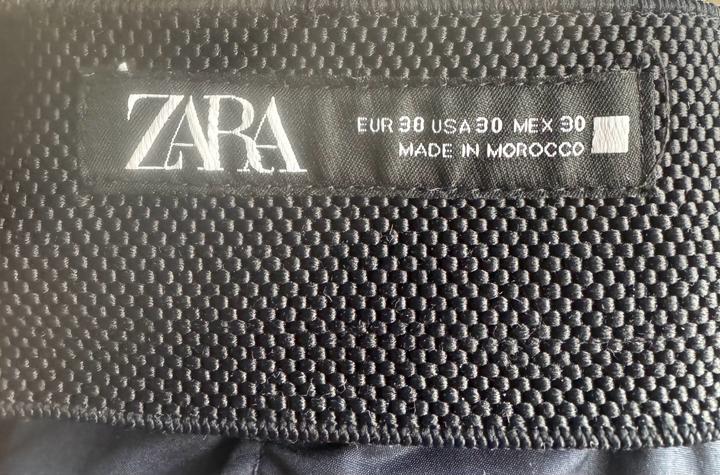 ZARA
EUR 38 USA 30 MEX 30
MADE IN MOROCCO